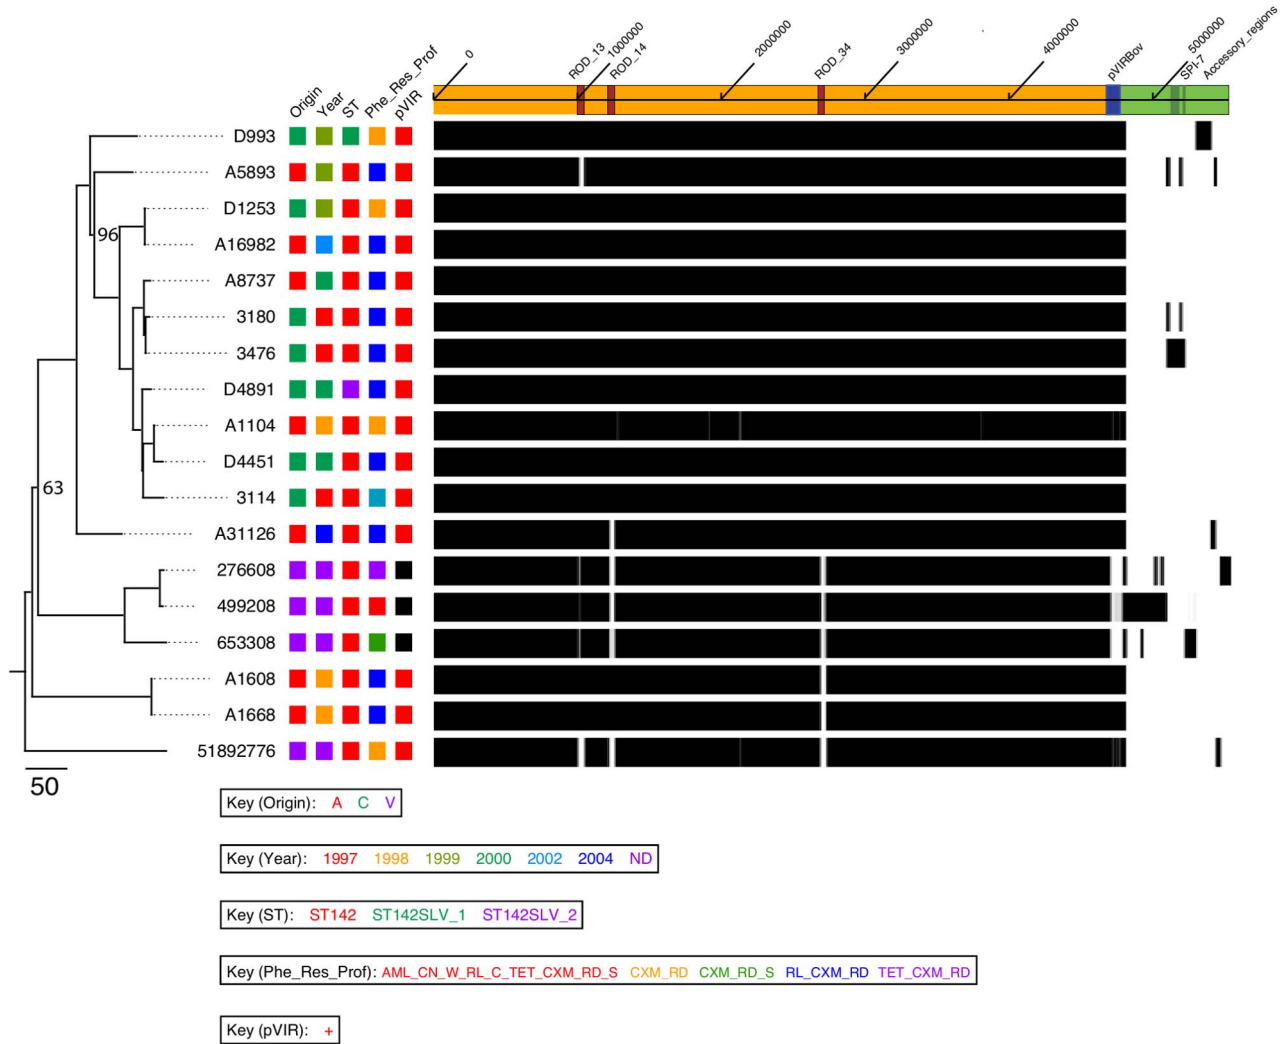 Origin Year ST Phe_Res_Prof pVIR 0 ROD_13 1000000 ROD_14 2000000 ROD_34 3000000 4000000 pVIRBov 5000000 SPI-7 Accessory_regions
D993
A5893
D1253
96
A16982
A8737
3180
3476
D4891
A1104
D4451
63
3114
A31126
276608
499208
653308
A1608
A1668
51892776
50
Key (Origin): A C V
Key (Year): 1997 1998 1999 2000 2002 2004 ND
Key (ST): ST142 ST142SLV_1 ST142SLV_2
Key (Phe_Res_Prof): AML_CN_W_RL_C_TET_CXM_RD_S CXM_RD CXM_RD_S RL_CXM_RD TET_CXM_RD
Key (pVIR): +